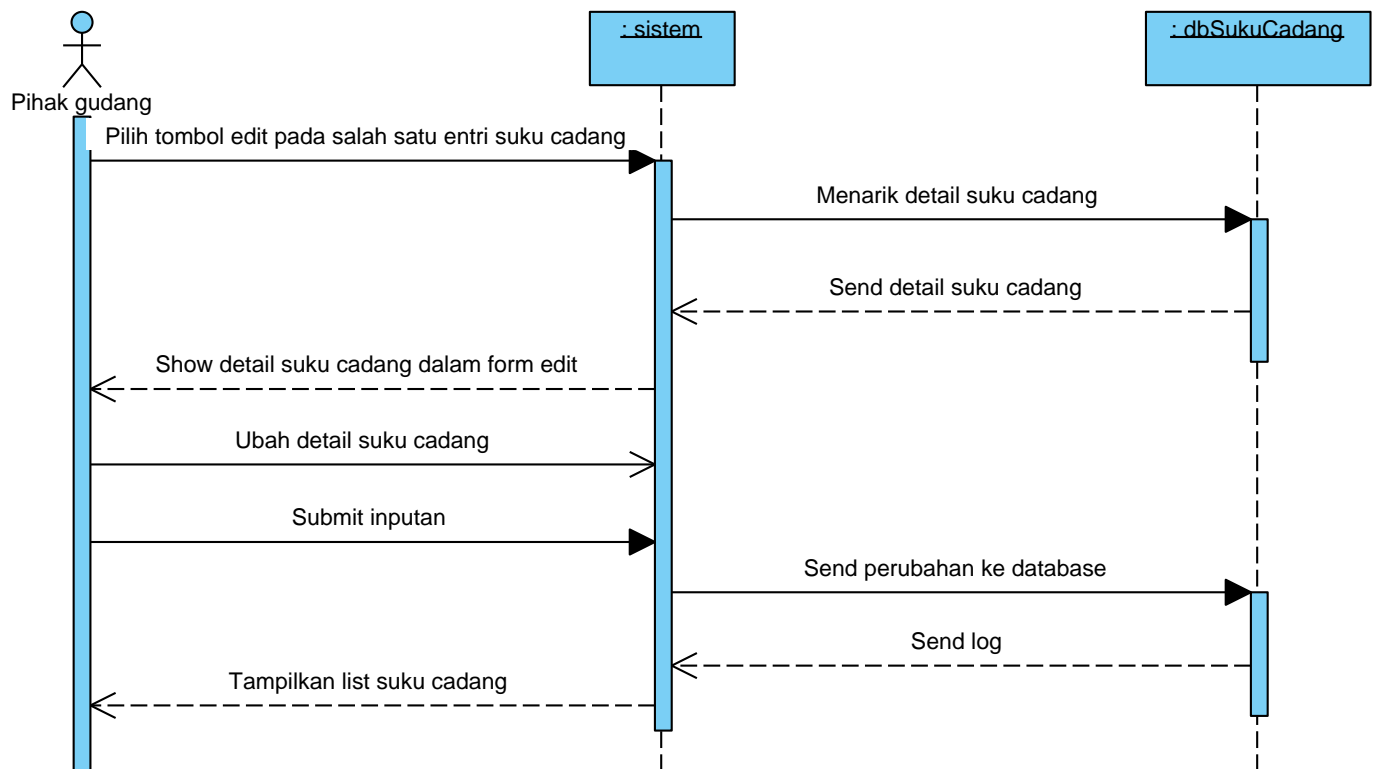 : sistem
: dbSukuCadang
Pihak gudang
Pilih tombol edit pada salah satu entri suku cadang
Menarik detail suku cadang
Send detail suku cadang
Show detail suku cadang dalam form edit
Ubah detail suku cadang
Submit inputan
Send perubahan ke database
Send log
Tampilkan list suku cadang